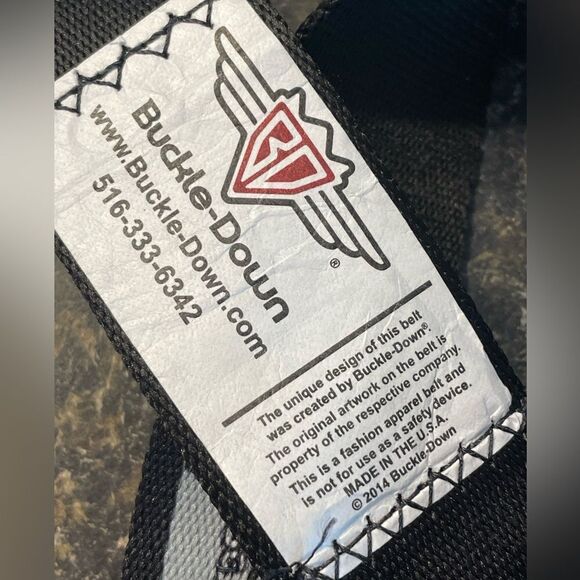 BD
®
Buckle-Down
www.Buckle-Down.com
516-333-6342
The unique design of this belt
was created by Buckle-Down®.
The original artwork on the belt is
property of the respective company.
This is a fashion apparel belt and
is not for use as a safety device.
MADE IN THE U.S.A.
© 2014 Buckle-Down